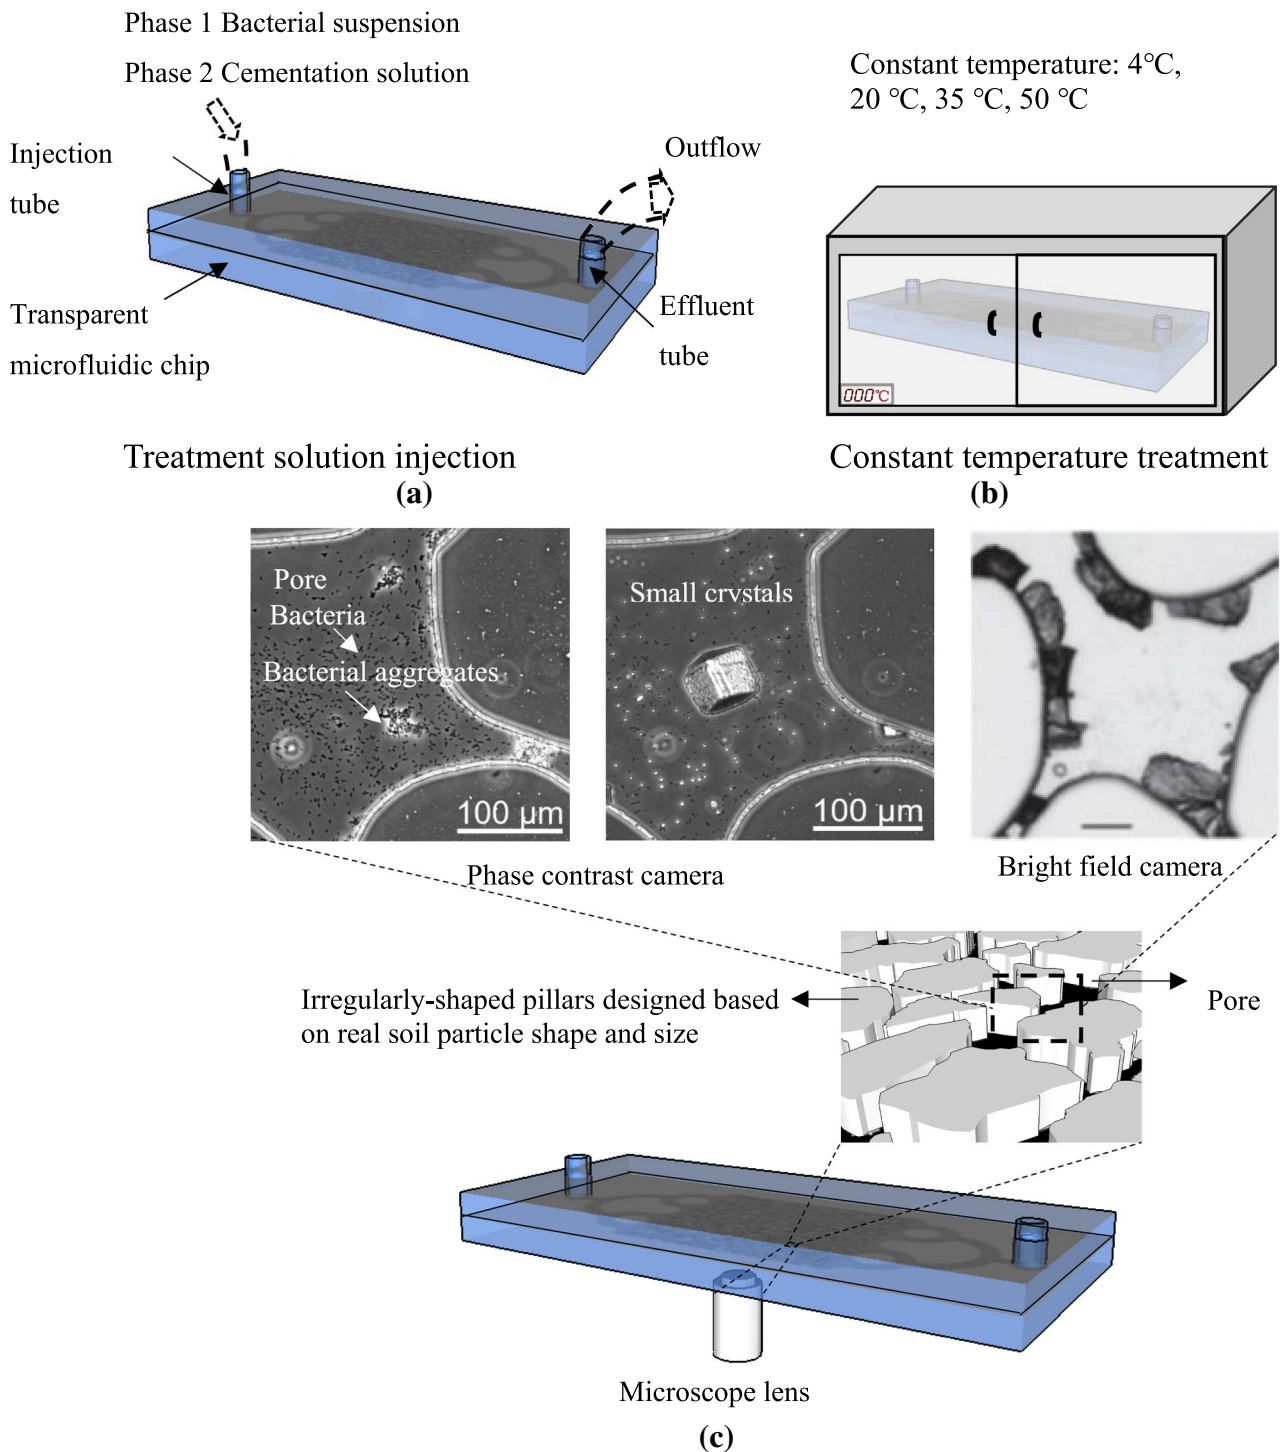 Phase 1 Bacterial suspension
Phase 2 Cementation solution
Injection
tube
Outflow
Transparent
microfluidic chip
Effluent
tube
Treatment solution injection
(a)
Constant temperature: 4°C,
20 °C, 35 °C, 50 °C
000°C
Constant temperature treatment
(b)
Pore
Bacteria
Bacterial aggregates
100 µm
Small crystals
100 µm
Phase contrast camera
Bright field camera
Irregularly-shaped pillars designed based
on real soil particle shape and size
Pore
Microscope lens
(c)